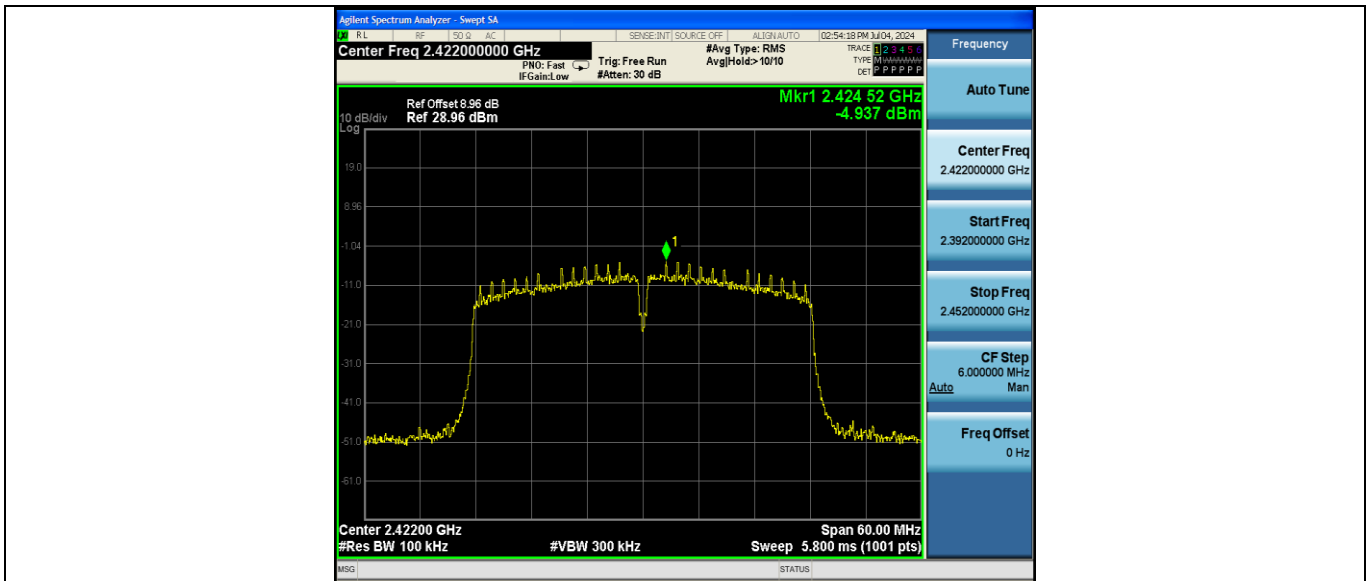 Agilent Spectrum Analyzer - Swept SA
RL RF 50 Ω AC SENSE:INT SOURCE OFF ALIGN AUTO 02:54:18 PM Jul 04, 2024
Center Freq 2.422000000 GHz
PNO: Fast
IFGain:Low
Trig: Free Run
#Atten: 30 dB
#Avg Type: RMS
Avg|Hold:>10/10
TRACE 1 2 3 4 5 6
TYPE M
DET P P P P P P
Frequency
Mkr1 2.424 52 GHz
-4.937 dBm
Ref Offset 8.96 dB
10 dB/div Ref 28.96 dBm
Log
19.0
8.96
-1.04
-11.0
-21.0
-31.0
-41.0
-51.0
-61.0
1
Center 2.42200 GHz Span 60.00 MHz
#Res BW 100 kHz #VBW 300 kHz Sweep 5.800 ms (1001 pts)
Auto Tune
Center Freq
2.422000000 GHz
Start Freq
2.392000000 GHz
Stop Freq
2.452000000 GHz
CF Step
6.000000 MHz
Auto Man
Freq Offset
0 Hz
MSG STATUS